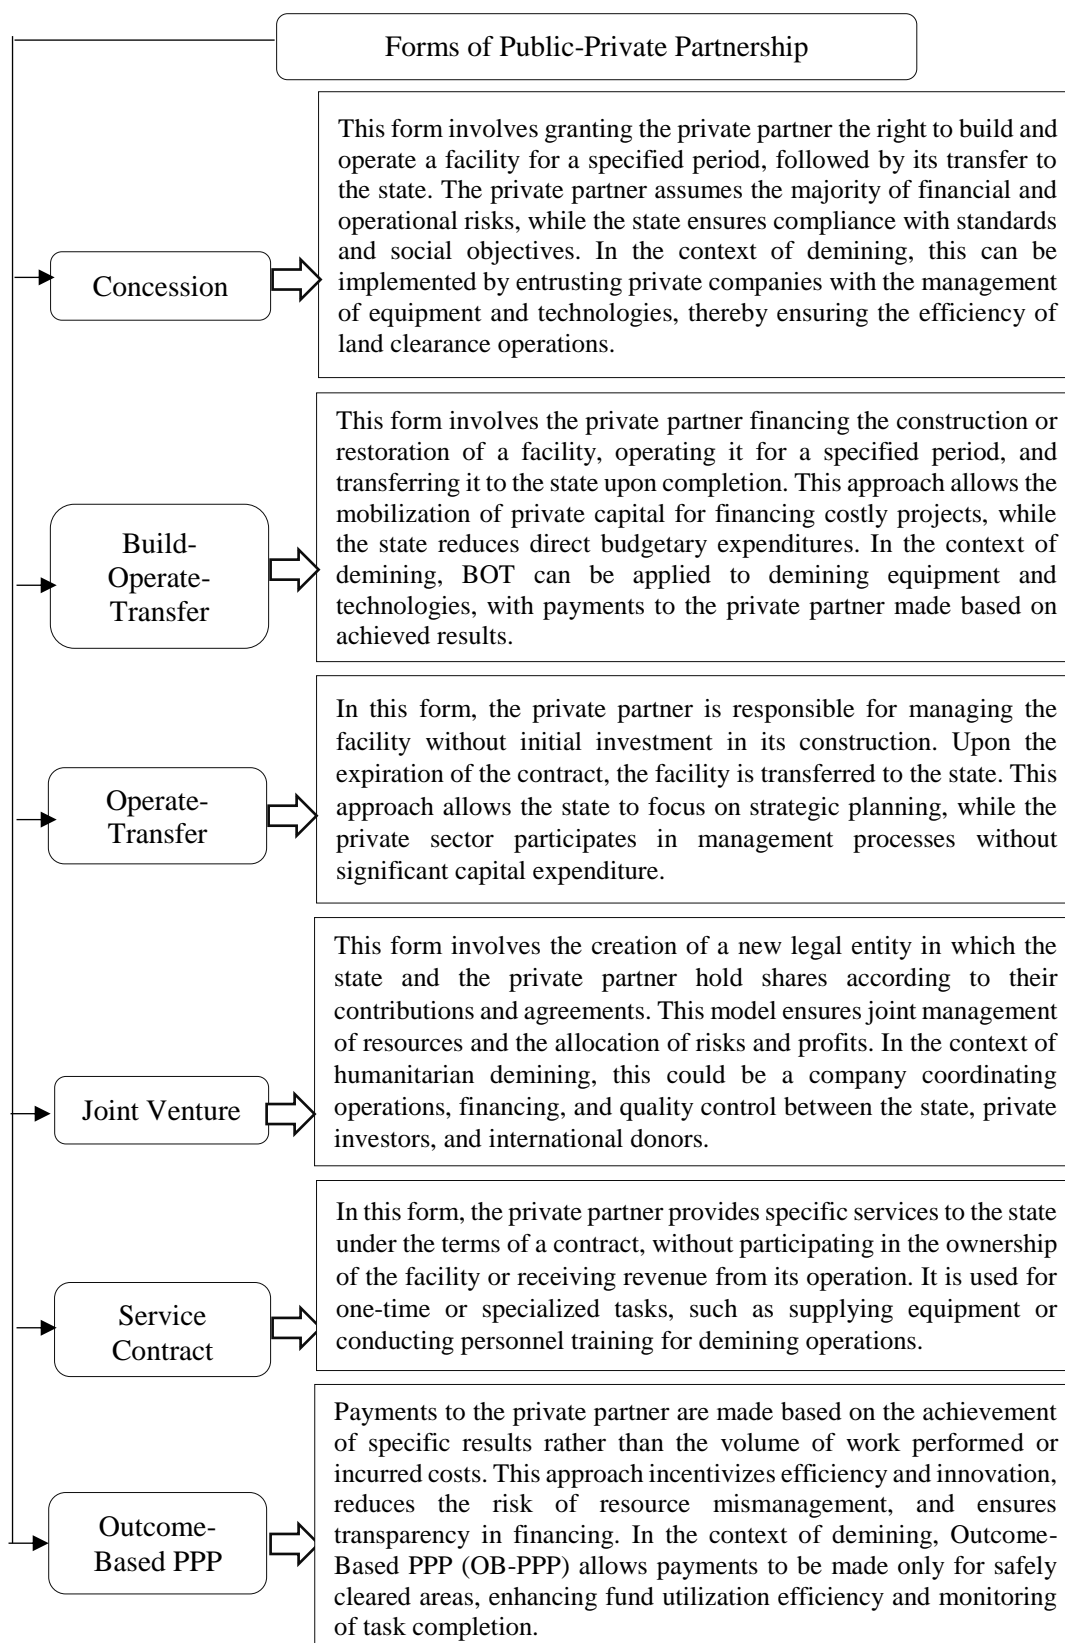 Forms of Public-Private Partnership
Concession
This form involves granting the private partner the right to build and
operate a facility for a specified period, followed by its transfer to
the state. The private partner assumes the majority of financial and
operational risks, while the state ensures compliance with standards
and social objectives. In the context of demining, this can be
implemented by entrusting private companies with the management
of equipment and technologies, thereby ensuring the efficiency of
land clearance operations.
Build-
Operate-
Transfer
This form involves the private partner financing the construction or
restoration of a facility, operating it for a specified period, and
transferring it to the state upon completion. This approach allows the
mobilization of private capital for financing costly projects, while
the state reduces direct budgetary expenditures. In the context of
demining, BOT can be applied to demining equipment and
technologies, with payments to the private partner made based on
achieved results.
Operate-
Transfer
In this form, the private partner is responsible for managing the
facility without initial investment in its construction. Upon the
expiration of the contract, the facility is transferred to the state. This
approach allows the state to focus on strategic planning, while the
private sector participates in management processes without
significant capital expenditure.
Joint Venture
This form involves the creation of a new legal entity in which the
state and the private partner hold shares according to their
contributions and agreements. This model ensures joint management
of resources and the allocation of risks and profits. In the context of
humanitarian demining, this could be a company coordinating
operations, financing, and quality control between the state, private
investors, and international donors.
Service
Contract
In this form, the private partner provides specific services to the state
under the terms of a contract, without participating in the ownership
of the facility or receiving revenue from its operation. It is used for
one-time or specialized tasks, such as supplying equipment or
conducting personnel training for demining operations.
Outcome-
Based PPP
Payments to the private partner are made based on the achievement
of specific results rather than the volume of work performed or
incurred costs. This approach incentivizes efficiency and innovation,
reduces the risk of resource mismanagement, and ensures
transparency in financing. In the context of demining, Outcome-
Based PPP (OB-PPP) allows payments to be made only for safely
cleared areas, enhancing fund utilization efficiency and monitoring
of task completion.